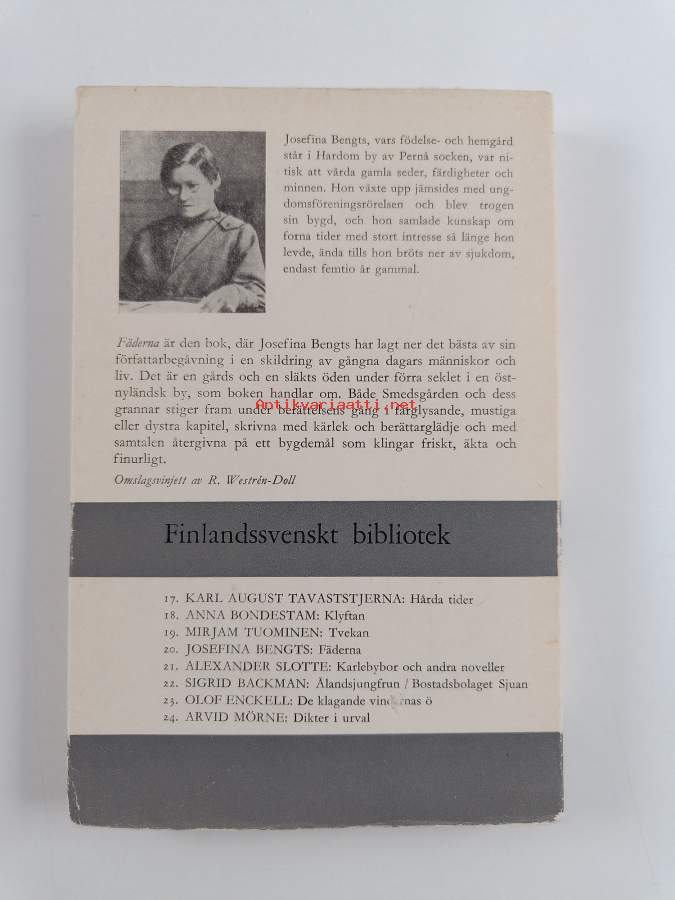 Josefina Bengts, vars födelse- och hemgård
står i Hardom by av Pernå socken, var ni-
tisk att vårda gamla seder, färdigheter och
minnen. Hon växte upp jämsides med ung-
domsföreningsrörelsen och blev trogen
sin bygd, och hon samlade kunskap om
forna tider med stort intresse så länge hon
levde, ända tills hon bröts ner av sjukdom,
endast femtio år gammal.
Fäderna är den bok, där Josefina Bengts har lagt ner det bästa av sin
författarbegåvning i en skildring av gångna dagars människor och
liv. Det är en gårds och en släkts öden under förra seklet i en öst-
nyländsk by, som boken handlar om. Både Smedsgården och dess
Antikvariaatti.net
grannar stiger fram under berättelsens gång i färglysande, mustiga
eller dystra kapitel, skrivna med kärlek och berättarglädje och med
samtalen återgivna på ett bygdemål som klingar friskt, äkta och
finurligt.
Omslagsvinjett av R. Westrén-Doll
Finlandssvenskt bibliotek
17. KARL AUGUST TAVASTSTJERNA: Hårda tider
18. ANNA BONDESTAM: Klyftan
19. MIRJAM TUOMINEN: Tvekan
20. JOSEFINA BENGTS: Fäderna
21. ALEXANDER SLOTTE: Karlebybor och andra noveller
22. SIGRID BACKMAN: Ålandsjungfrun / Bostadsbolaget Sjuan
23. OLOF ENCKELL: De klagande vindarnas ö
24. ARVID MÖRNE: Dikter i urval